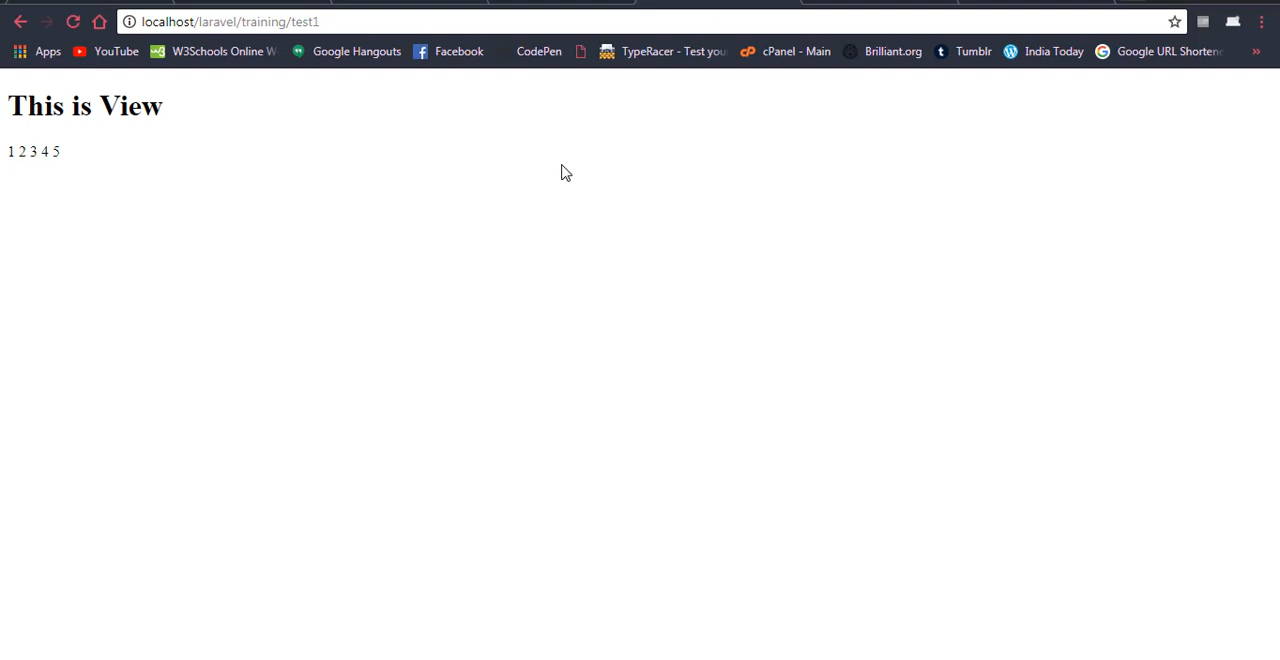 localhost/laravel/training/test1
Apps YouTube W3Schools Online W Google Hangouts Facebook CodePen TypeRacer - Test you cPanel - Main Brilliant.org Tumblr India Today Google URL Shortene »
This is View
1 2 3 4 5